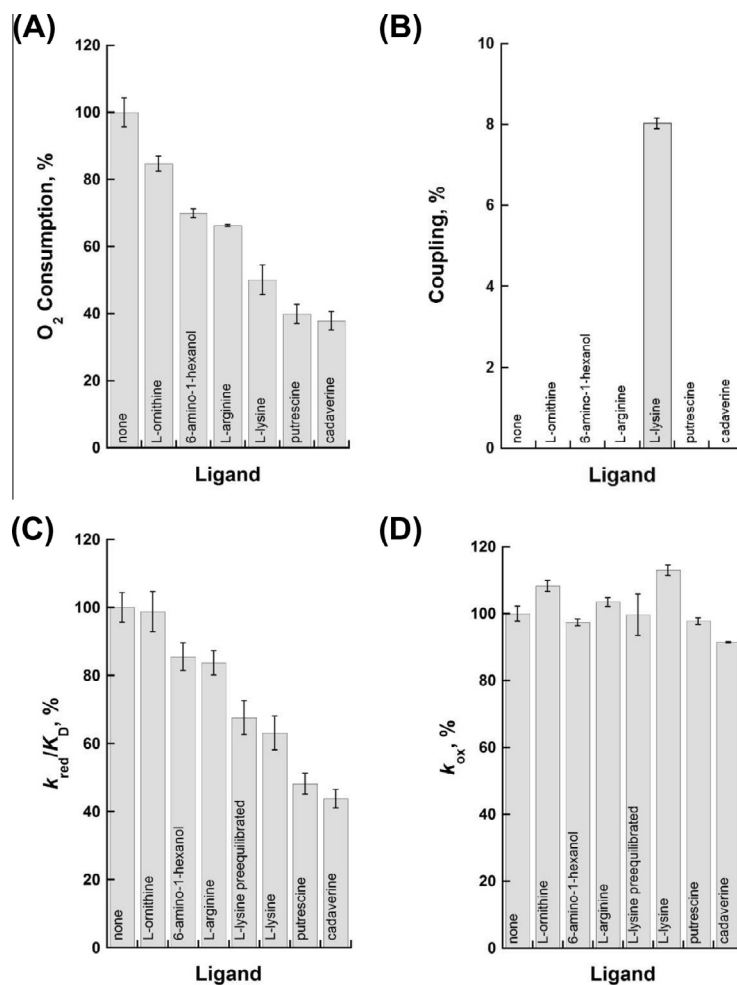 (A)
120
100
80
60
40
20
0
O2 Consumption, %
none
L-ornithine
6-amino-1-hexanol
L-arginine
L-lysine
putrescine
cadaverine
Ligand
(B)
10
8
6
4
2
0
Coupling, %
none
L-ornithine
6-amino-1-hexanol
L-arginine
L-lysine
putrescine
cadaverine
Ligand
(C)
120
100
80
60
40
20
0
kred/KD, %
none
L-ornithine
6-amino-1-hexanol
L-arginine
L-lysine preequilibrated
L-lysine
putrescine
cadaverine
Ligand
(D)
120
100
80
60
40
20
0
kox, %
none
L-ornithine
6-amino-1-hexanol
L-arginine
L-lysine preequilibrated
L-lysine
putrescine
cadaverine
Ligand